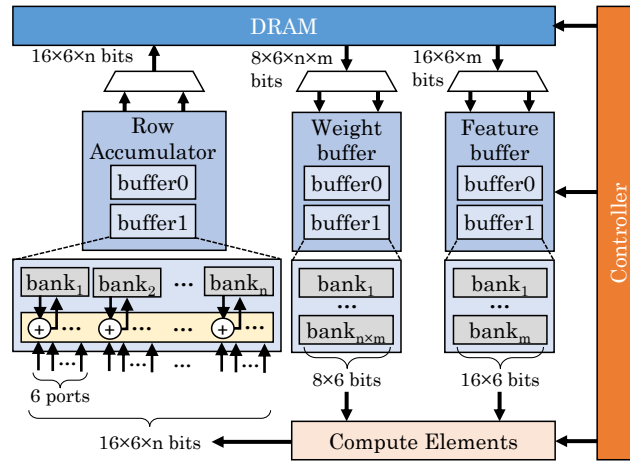 DRAM
16×6×n bits
8×6×n×m
bits
16×6×m
bits
Row
Accumulator
buffer0
buffer1
Weight
buffer
buffer0
buffer1
Feature
buffer
buffer0
buffer1
Controller
bank₁
bank₂
...
bankₙ
+
...
+
...
...
+
...
...
...
...
6 ports
16×6×n bits
bank₁
...
bankₙ×ₘ
8×6 bits
bank₁
...
bankₘ
16×6 bits
Compute Elements